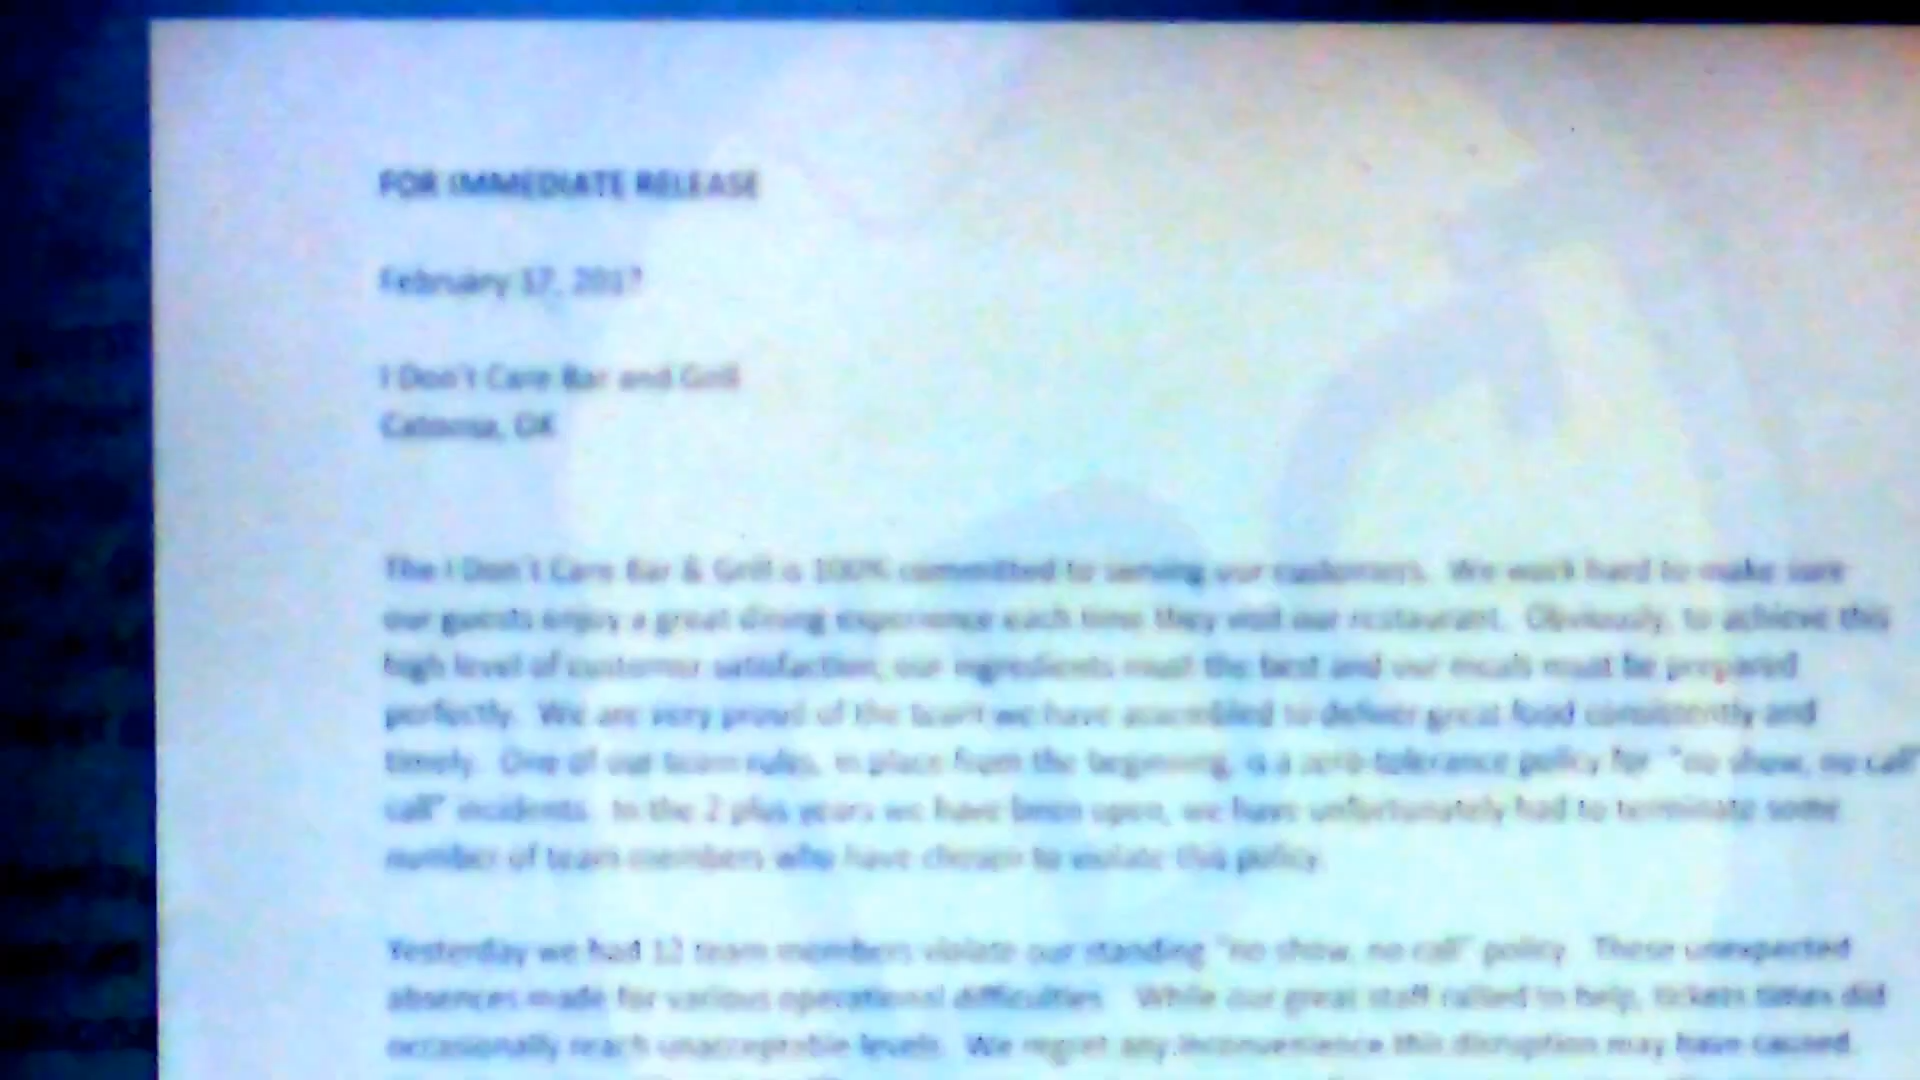 FOR IMMEDIATE RELEASE
February 17, 2017
I Don't Care Bar and Grill
Catoosa, OK
The I Don't Care Bar & Grill is 100% committed to serving our customers. We work hard to make sure
our guests enjoy a great dining experience each time they visit our restaurant. Obviously, to achieve this
high level of customer satisfaction, our ingredients must the best and our meals must be prepared
perfectly. We are very proud of the team we have assembled to deliver great food consistently and
timely. One of our team rules, in place from the beginning, is a zero-tolerance policy for "no show, no call"
call" incidents. In the 2 plus years we have been open, we have unfortunately had to terminate some
number of team members who have chosen to violate this policy.
Yesterday we had 12 team members violate our standing "no show, no call" policy. These unexpected
absences made for various operational difficulties. While our great staff rallied to help, tickets times did
occasionally reach unacceptable levels. We regret any inconvenience this disruption may have caused.